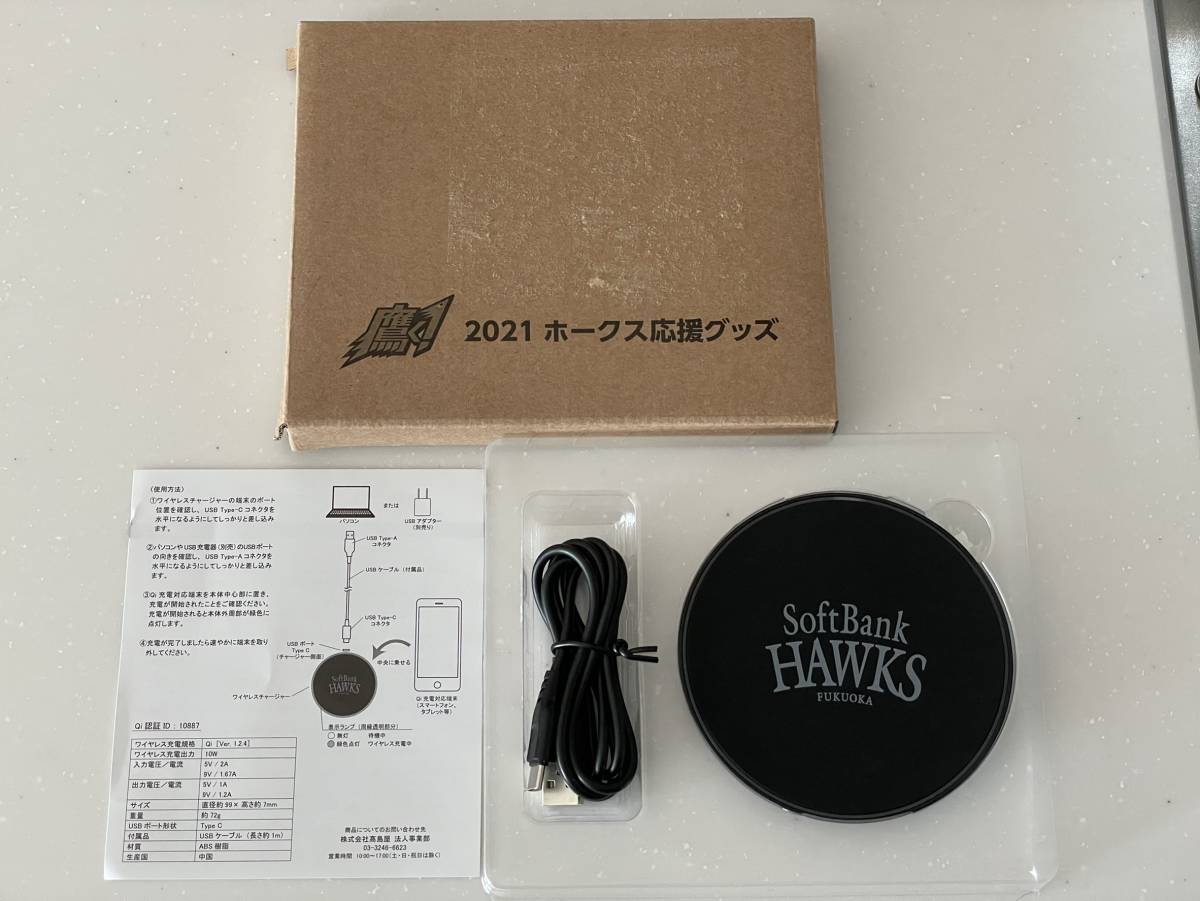 鷹く!
2021 ホークス応援グッズ
〈使用方法〉
①ワイヤレスチャージャーの端末のポート
位置を確認し、USB Type-C コネクタを
水平になるようにしてしっかりと差し込み
ます。
②パソコンやUSB充電器(別売)のUSBポート
の向きを確認し、USB Type-A コネクタを
水平になるようにしてしっかりと差し込み
ます。
③Qi 充電対応端末を本体中心部に置き、
充電が開始されたことをご確認ください。
充電が開始されると本体外周部が緑色に
点灯します。
④充電が完了しましたら速やかに端末を取り
外してください。
パソコン
または
USB アダプター
(別売り)
USB Type-A
コネクタ
USB ケーブル(付属品)
USB Type-C
コネクタ
USB ポート
Type C
(チャージャー側面)
中央に乗せる
SoftBank
HAWKS
ワイヤレスチャージャー
Qi 充電対応端末
(スマートフォン、
タブレット等)
表示ランプ(周縁透明部分)
無灯 待機中
緑色点灯 ワイヤレス充電中
Qi 認証 ID : 10887
ワイヤレス充電規格 Qi [Ver. 1.2.4]
ワイヤレス充電出力 10W
入力電圧/電流 5V / 2A
9V / 1.67A
出力電圧/電流 5V / 1A
9V / 1.2A
サイズ 直径約 99 × 高さ約 7mm
重量 約 72g
USB ポート形状 Type C
付属品 USB ケーブル(長さ約 1m)
材質 ABS 樹脂
生産国 中国
商品についてのお問い合わせ先
株式会社髙島屋 法人事業部
03-3246-6623
営業時間 10:00～17:00(土・日・祝日は除く)
SoftBank
HAWKS
FUKUOKA